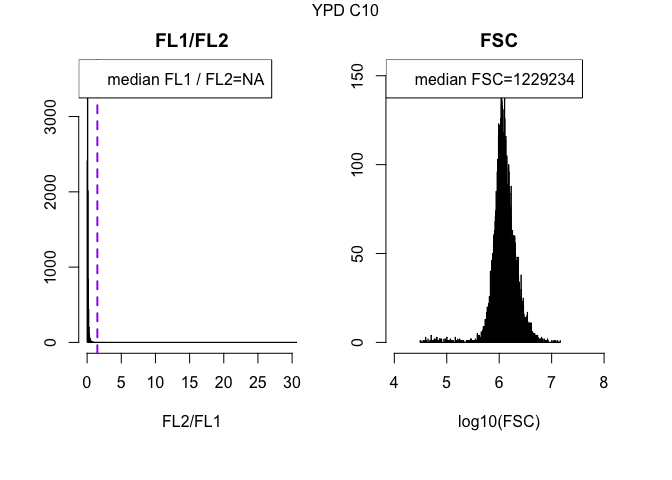 YPD C10
FL1/FL2
median FL1 / FL2=NA
0 1000 2000 3000
0 5 10 15 20 25 30
FL2/FL1
FSC
median FSC=1229234
0 50 100 150
4 5 6 7 8
log10(FSC)